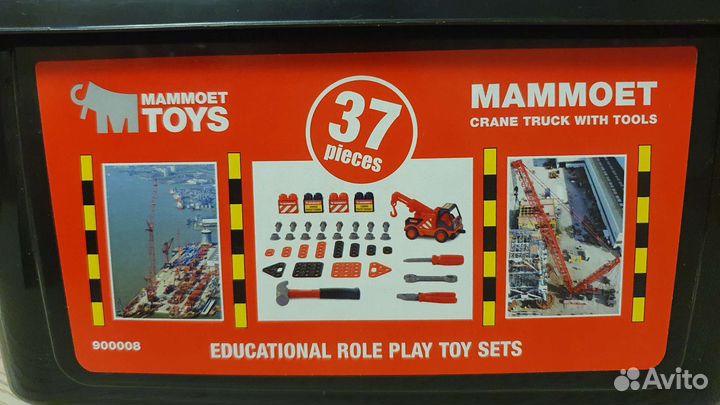 MAMMOET
TOYS
37
pieces
MAMMOET
CRANE TRUCK WITH TOOLS
900008
EDUCATIONAL ROLE PLAY TOY SETS
Avito